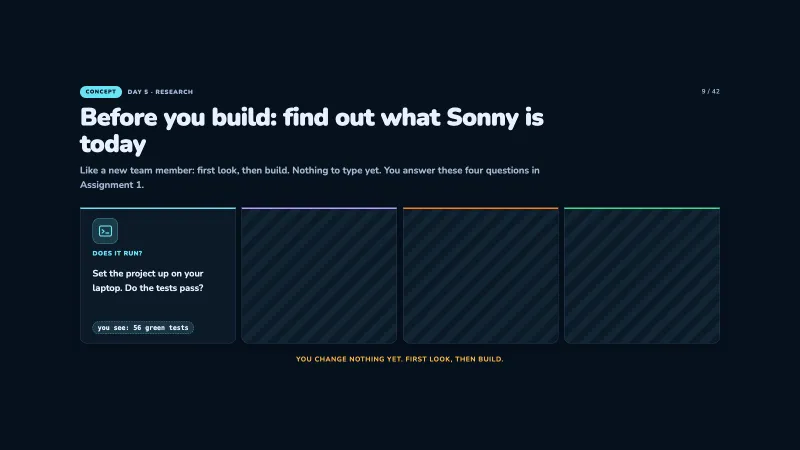 CONCEPT DAY 5 · RESEARCH
9 / 42
Before you build: find out what Sonny is
today
Like a new team member: first look, then build. Nothing to type yet. You answer these four questions in
Assignment 1.
DOES IT RUN?
Set the project up on your
laptop. Do the tests pass?
you see: 56 green tests
YOU CHANGE NOTHING YET. FIRST LOOK, THEN BUILD.